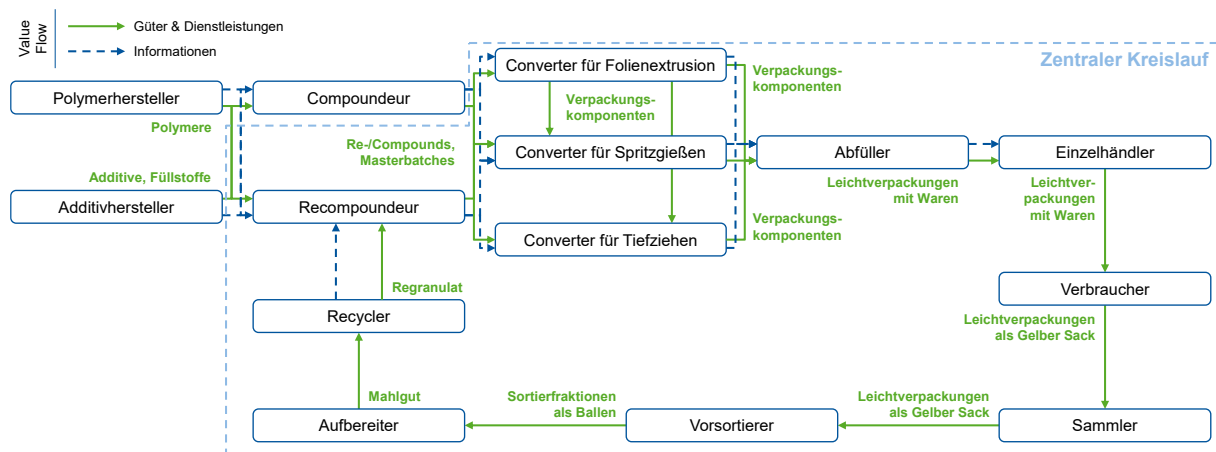 Value
Flow
Güter & Dienstleistungen
Informationen
Zentraler Kreislauf
Polymerhersteller
Compoundeur
Converter für Folienextrusion
Verpackungs-
komponenten
Verpackungs-
komponenten
Polymere
Re-/Compounds,
Masterbatches
Converter für Spritzgießen
Abfüller
Einzelhändler
Additive, Füllstoffe
Leichtverpackungen
mit Waren
Leichtver-
packungen
mit Waren
Additivhersteller
Recompoundeur
Verpackungs-
komponenten
Converter für Tiefziehen
Regranulat
Verbraucher
Recycler
Leichtverpackungen
als Gelber Sack
Mahlgut
Sortierfraktionen
als Ballen
Leichtverpackungen
als Gelber Sack
Aufbereiter
Vorsortierer
Sammler